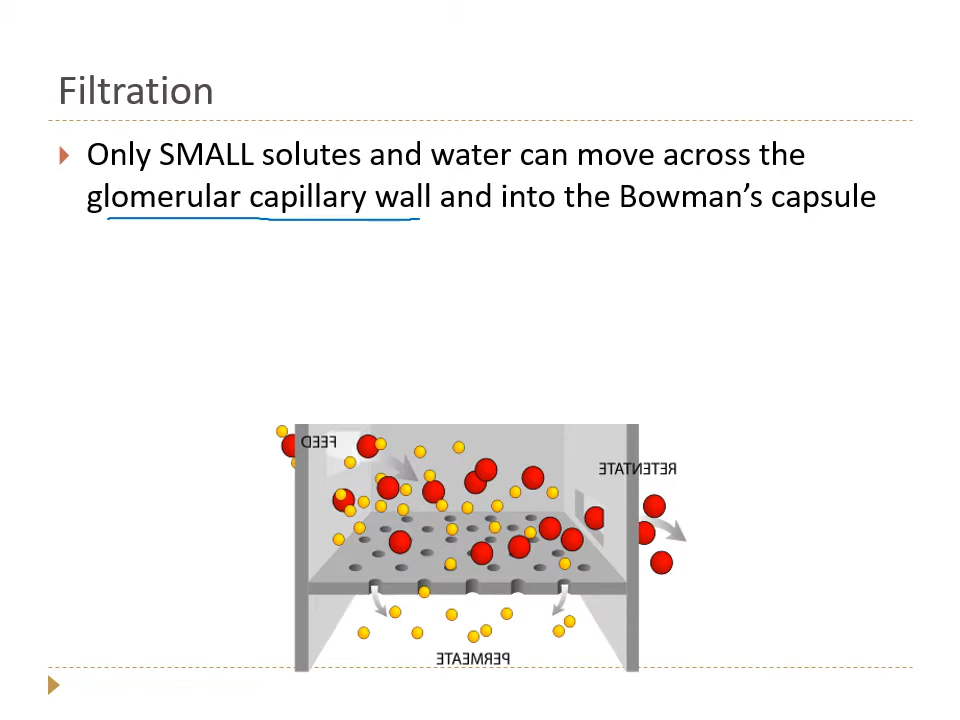 Filtration
Only SMALL solutes and water can move across the
glomerular capillary wall and into the Bowman’s capsule
FEED
RETENTATE
PERMEATE